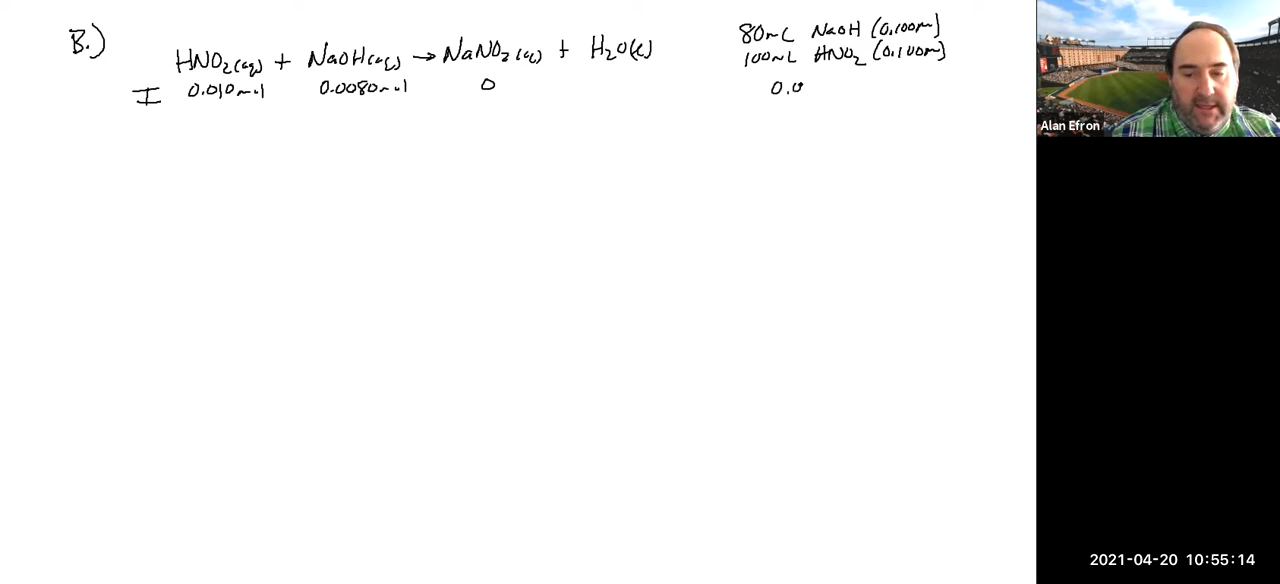 B.)
HNO₂(aq) + NaOH(aq) → NaNO₂(aq) + H₂O(l)
I 0.010mol 0.0080mol 0
80mL NaOH (0.100M)
100mL HNO₂ (0.100M)
0.0
Alan Efron
2021-04-20 10:55:14